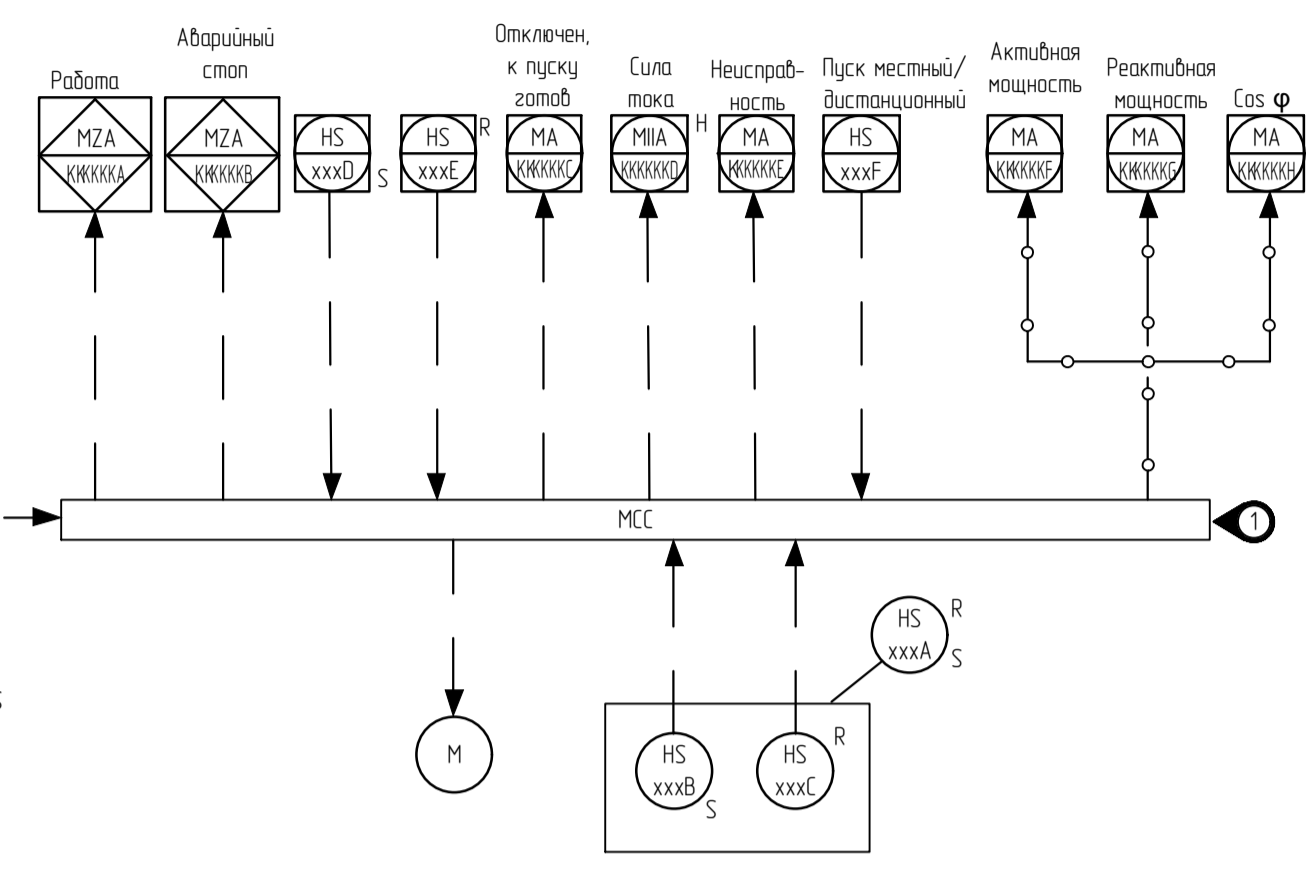 Работа
Аварийный
стоп
Отключен,
к пуску
готов
Сила
тока
Неисправ-
ность
Пуск местный/
дистанционный
Активная
мощность
Реактивная
мощность
Cos φ
MZA
KKKKKKA
MZA
KKKKKKB
HS
xxxD
S
HS
xxxE
R
MA
KKKKKKC
MIIA
KKKKKKD
H
MA
KKKKKKE
HS
xxxF
MA
KKKKKKF
MA
KKKKKKG
MA
KKKKKKH
MCC
1
HS
xxxA
R
S
M
HS
xxxB
S
HS
xxxC
R